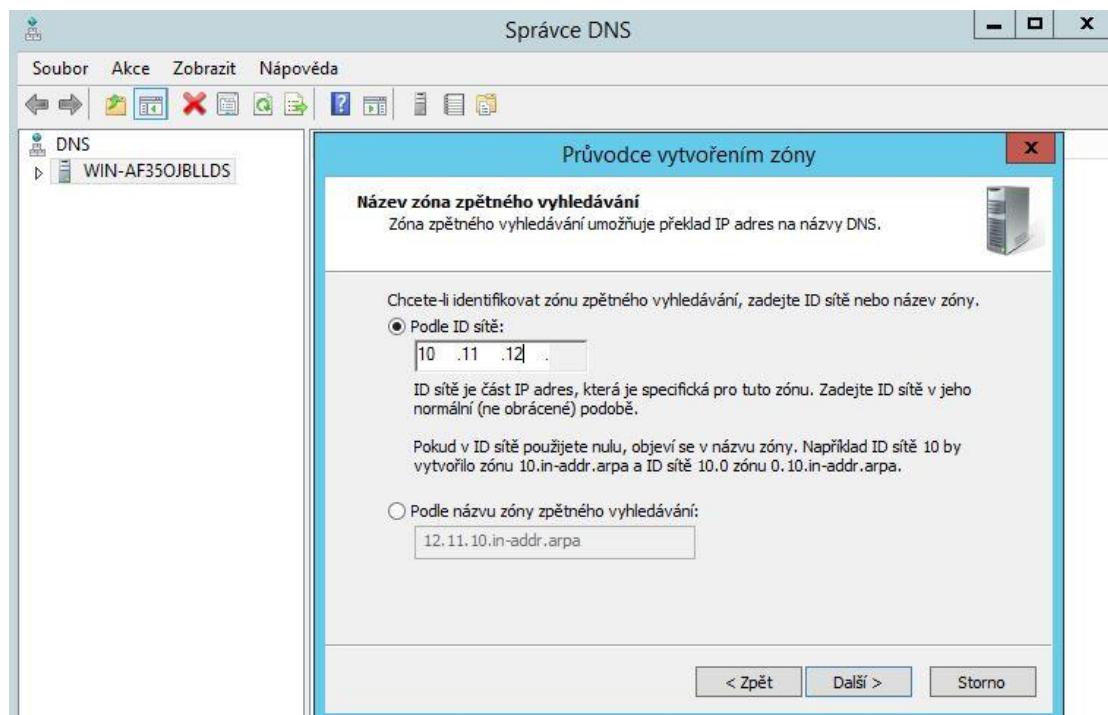 Správce DNS
Soubor Akce Zobrazit Nápověda
DNS
WIN-AF35OJBLLDS
Průvodce vytvořením zóny
Název zóna zpětného vyhledávání
Zóna zpětného vyhledávání umožňuje překlad IP adres na názvy DNS.
Chcete-li identifikovat zónu zpětného vyhledávání, zadejte ID sítě nebo název zóny.
Podle ID sítě:
10 .11 .12 .
ID sítě je část IP adres, která je specifická pro tuto zónu. Zadejte ID sítě v jeho
normální (ne obrácené) podobě.
Pokud v ID sítě použijete nulu, objeví se v názvu zóny. Například ID sítě 10 by
vytvořilo zónu 10.in-addr.arpa a ID sítě 10.0 zónu 0.10.in-addr.arpa.
Podle názvu zóny zpětného vyhledávání:
12.11.10.in-addr.arpa
< Zpět Další > Storno